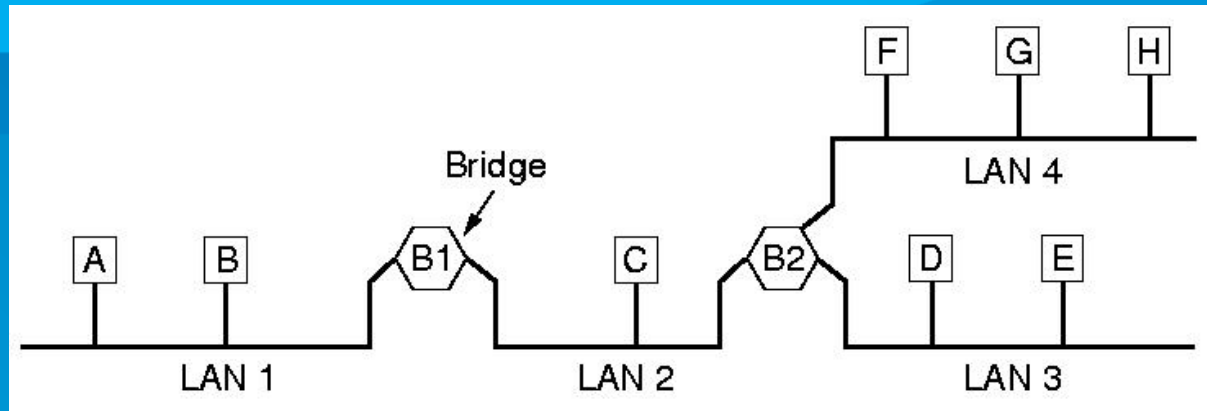 F G H
LAN 4
Bridge
A B B1 C B2 D E
LAN 1 LAN 2 LAN 3